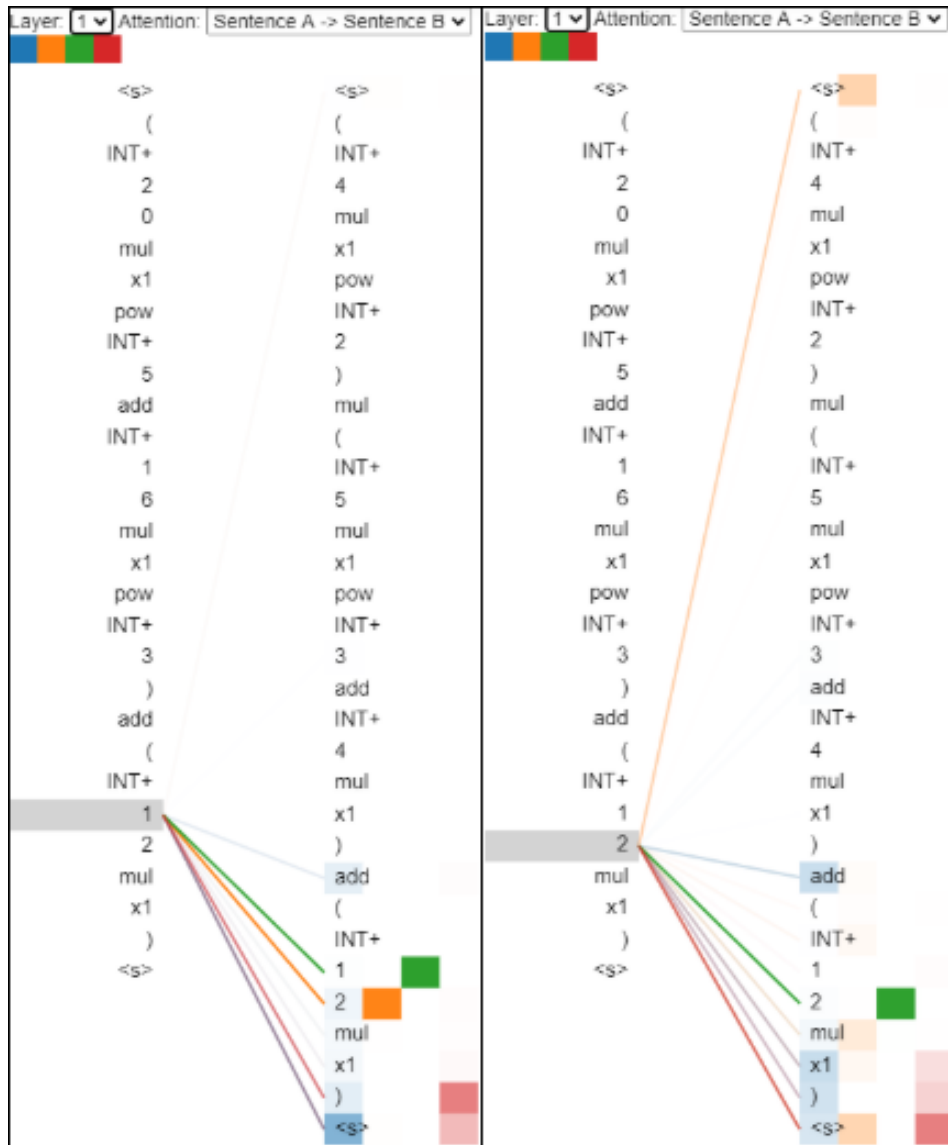 Layer: 1 Attention: Sentence A -> Sentence B
<s> <s>
( (
INT+ INT+
2 4
0 mul
mul x1
x1 pow
pow INT+
INT+ 2
5 )
add mul
INT+ (
1 INT+
6 5
mul mul
x1 x1
pow pow
INT+ INT+
3 3
) add
add INT+
( 4
INT+ mul
1 x1
2 )
mul add
x1 (
) INT+
<s> 1
2
mul
x1
)
<s>
Layer: 1 Attention: Sentence A -> Sentence B
<s> <s>
( (
INT+ INT+
2 4
0 mul
mul x1
x1 pow
pow INT+
INT+ 2
5 )
add mul
INT+ (
1 INT+
6 5
mul mul
x1 x1
pow pow
INT+ INT+
3 3
) add
add INT+
( 4
INT+ mul
1 x1
2 )
mul add
x1 (
) INT+
<s> 1
2
mul
x1
)
<s>